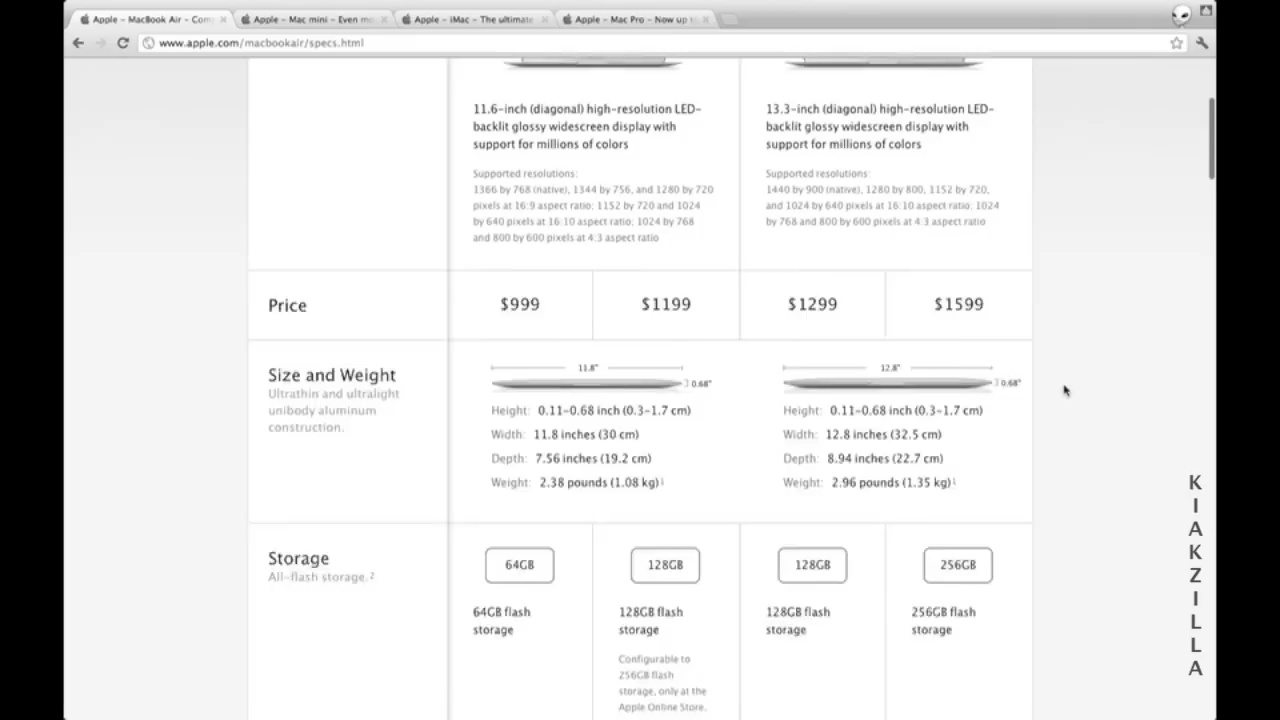 Apple – MacBook Air – Com
Apple – Mac mini – Even m
Apple – iMac – The ultimate
Apple – Mac Pro – Now up t
www.apple.com/macbookair/specs.html
11.6-inch (diagonal) high-resolution LED-
backlit glossy widescreen display with
support for millions of colors
Supported resolutions:
1366 by 768 (native), 1344 by 756, and 1280 by 720
pixels at 16:9 aspect ratio; 1152 by 720 and 1024
by 640 pixels at 16:10 aspect ratio; 1024 by 768
and 800 by 600 pixels at 4:3 aspect ratio
13.3-inch (diagonal) high-resolution LED-
backlit glossy widescreen display with
support for millions of colors
Supported resolutions:
1440 by 900 (native), 1280 by 800, 1152 by 720,
and 1024 by 640 pixels at 16:10 aspect ratio; 1024
by 768 and 800 by 600 pixels at 4:3 aspect ratio
Price
$999
$1199
$1299
$1599
Size and Weight
Ultrathin and ultralight
unibody aluminum
construction.
11.8"
0.68"
Height: 0.11-0.68 inch (0.3-1.7 cm)
Width: 11.8 inches (30 cm)
Depth: 7.56 inches (19.2 cm)
Weight: 2.38 pounds (1.08 kg)1
12.8"
0.68"
Height: 0.11-0.68 inch (0.3-1.7 cm)
Width: 12.8 inches (32.5 cm)
Depth: 8.94 inches (22.7 cm)
Weight: 2.96 pounds (1.35 kg)1
Storage
All-flash storage.2
64GB
64GB flash
storage
128GB
128GB flash
storage
Configurable to
256GB flash
storage, only at the
Apple Online Store.
128GB
128GB flash
storage
256GB
256GB flash
storage
KIAKZILLA